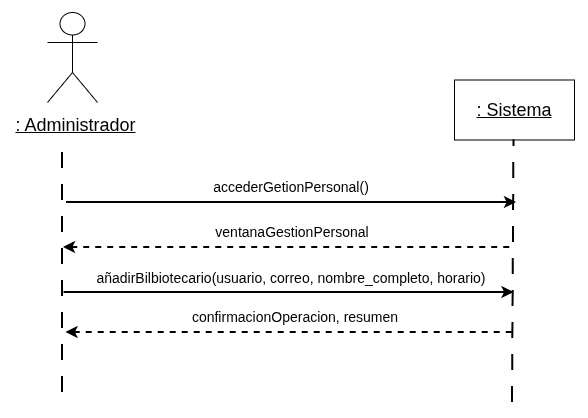 : Administrador
: Sistema
accederGetionPersonal()
ventanaGestionPersonal
añadirBilbiotecario(usuario, correo, nombre_completo, horario)
confirmacionOperacion, resumen